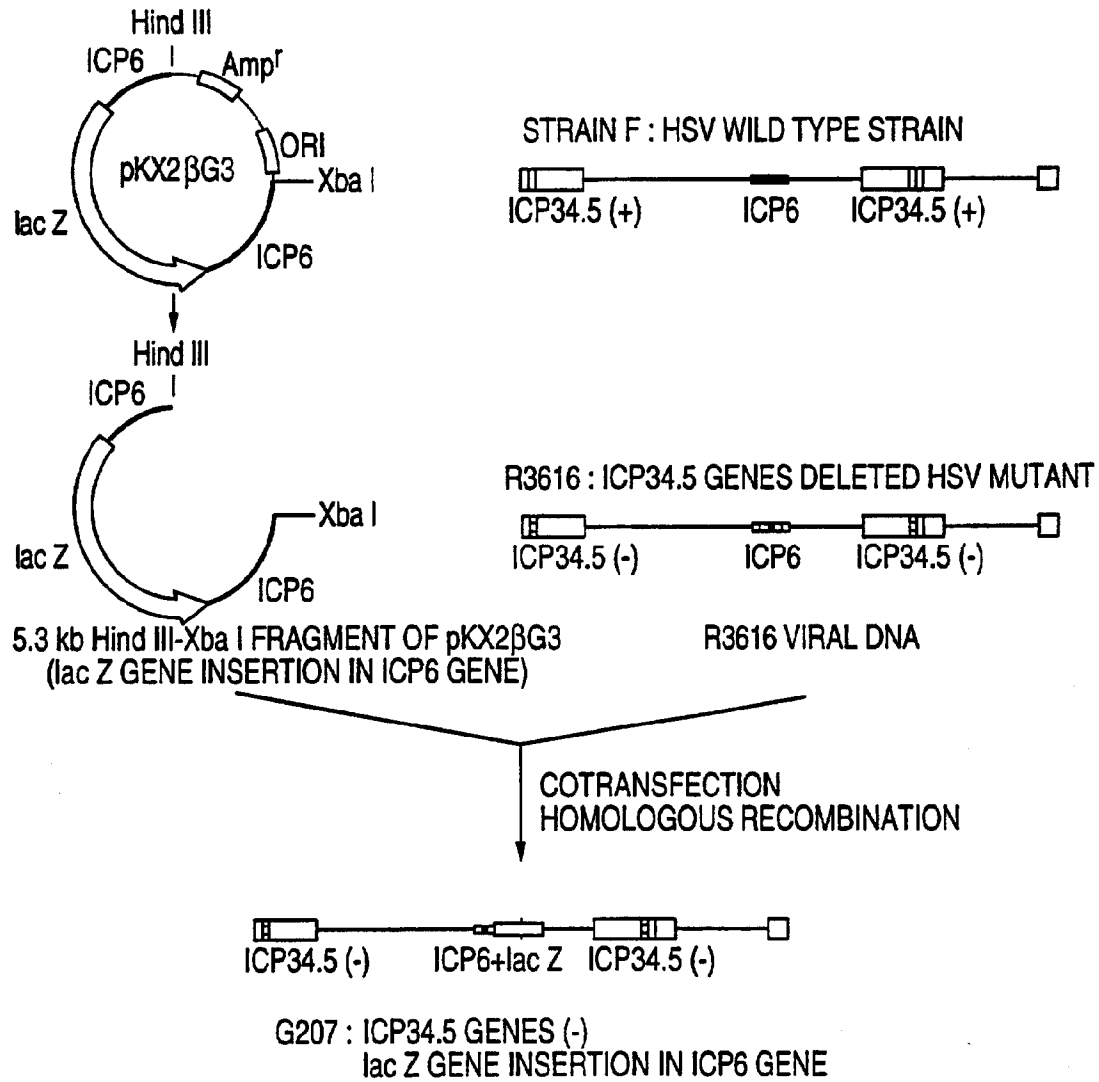 Hind III
ICP6
Ampr
ORI
pKX2βG3
Xba I
lac Z
ICP6
STRAIN F : HSV WILD TYPE STRAIN
ICP34.5 (+)
ICP6
ICP34.5 (+)
Hind III
ICP6
Xba I
lac Z
ICP6
5.3 kb Hind III-Xba I FRAGMENT OF pKX2βG3
(lac Z GENE INSERTION IN ICP6 GENE)
R3616 : ICP34.5 GENES DELETED HSV MUTANT
ICP34.5 (-)
ICP6
ICP34.5 (-)
R3616 VIRAL DNA
COTRANSFECTION
HOMOLOGOUS RECOMBINATION
ICP34.5 (-)
ICP6+lac Z
ICP34.5 (-)
G207 : ICP34.5 GENES (-)
lac Z GENE INSERTION IN ICP6 GENE